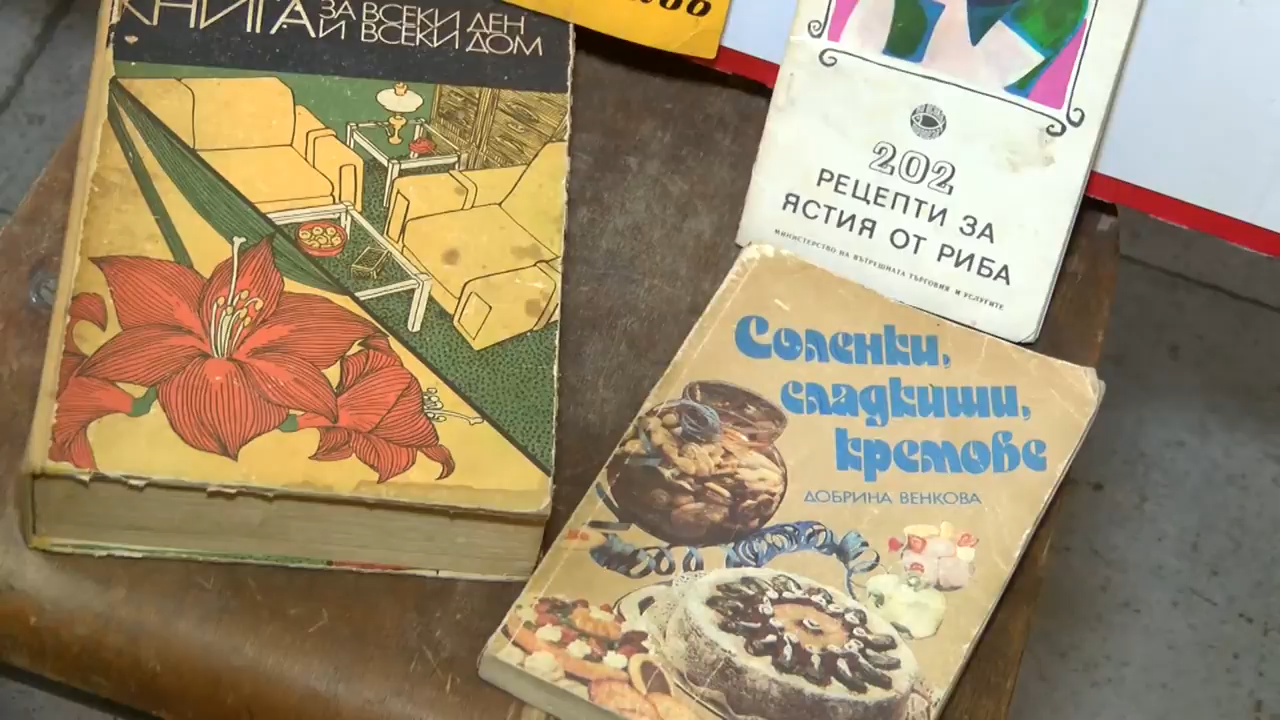 КНИГА ЗА ВСЕКИ ДЕН
И ВСЕКИ ДОМ
202
РЕЦЕПТИ ЗА
ЯСТИЯ ОТ РИБА
МИНИСТЕРСТВО НА ВЪТРЕШНАТА ТЪРГОВИЯ И УСЛУГИТЕ
Соленки,
сладкиши,
кремове
ДОБРИНА ВЕНКОВА